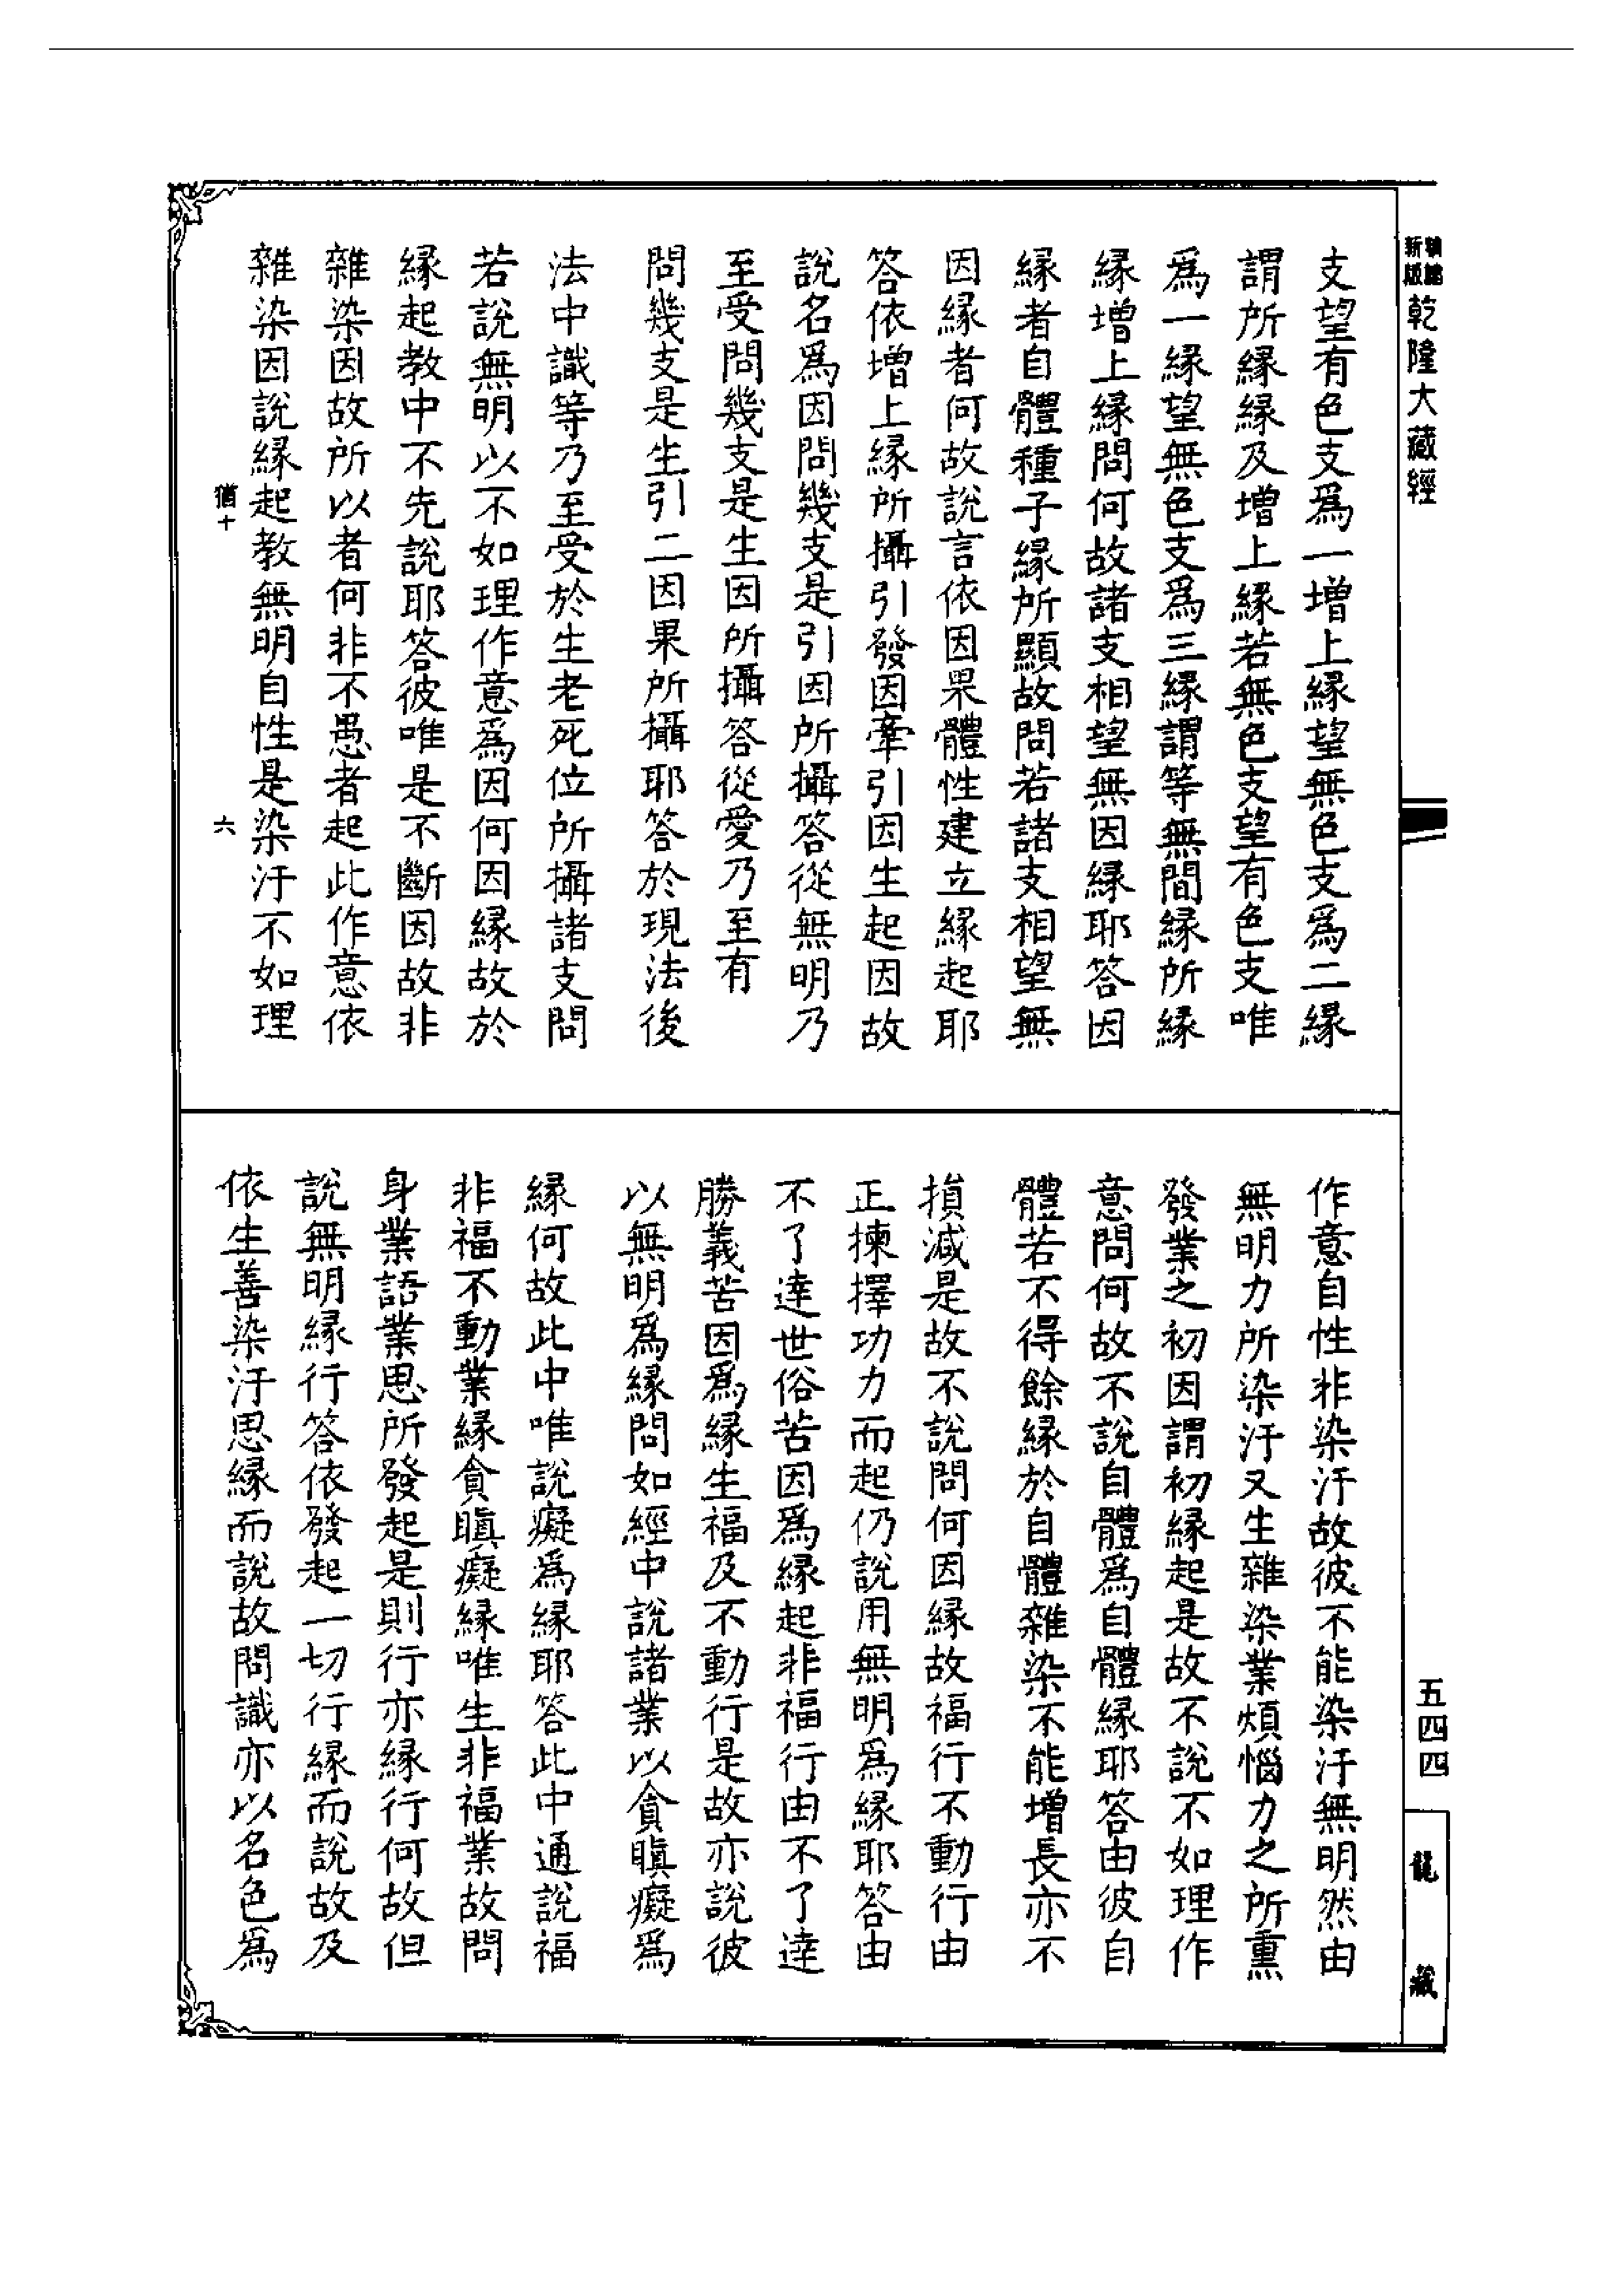 新版
乾隆大藏經
支望有色支爲一增上緣望無色支爲二緣
謂所緣緣及增上緣若無色支望有色支唯
爲一緣望無色支爲三緣謂等無間緣所緣
緣增上緣問何故諸支相望無因緣耶答因
緣者自體種子緣所顯故問若諸支相望無
因緣者何故說言依因果體性建立緣起耶
答依增上緣所攝引發因牽引因生起因故
說名爲因問幾支是引因所攝答從無明乃
至受問幾支是生因所攝答從愛乃至有
問幾支是生引二因果所攝耶答於現法後
法中識等乃至受於生老死位所攝諸支問
若說無明以不如理作意爲因何因緣故於
緣起教中不先說耶答彼唯是不斷因故非
雜染因故所以者何非不愚者起此作意依
雜染因說緣起教無明自性是染汙不如理
猶十
六
作意自性非染汙故彼不能染汙無明然由
無明力所染汙又生雜染業煩惱力之所熏
發業之初因謂初緣起是故不說不如理作
意問何故不說自體爲自體緣耶答由彼自
體若不得餘緣於自體雜染不能增長亦不
損減是故不說問何因緣故福行不動行由
正揀擇功力而起仍說用無明爲緣耶答由
不了達世俗苦因爲緣起非福行由不了達
勝義苦因爲緣生福及不動行是故亦說彼
以無明爲緣問如經中說諸業以貪瞋癡爲
緣何故此中唯說癡爲緣耶答此中通說福
非福不動業緣貪瞋癡緣唯生非福業故問
身業語業思所發起是則行亦緣行何故但
說無明緣行答依發起一切行緣而說故及
依生善染汙思緣而說故問識亦以名色爲
五四四
龍
藏